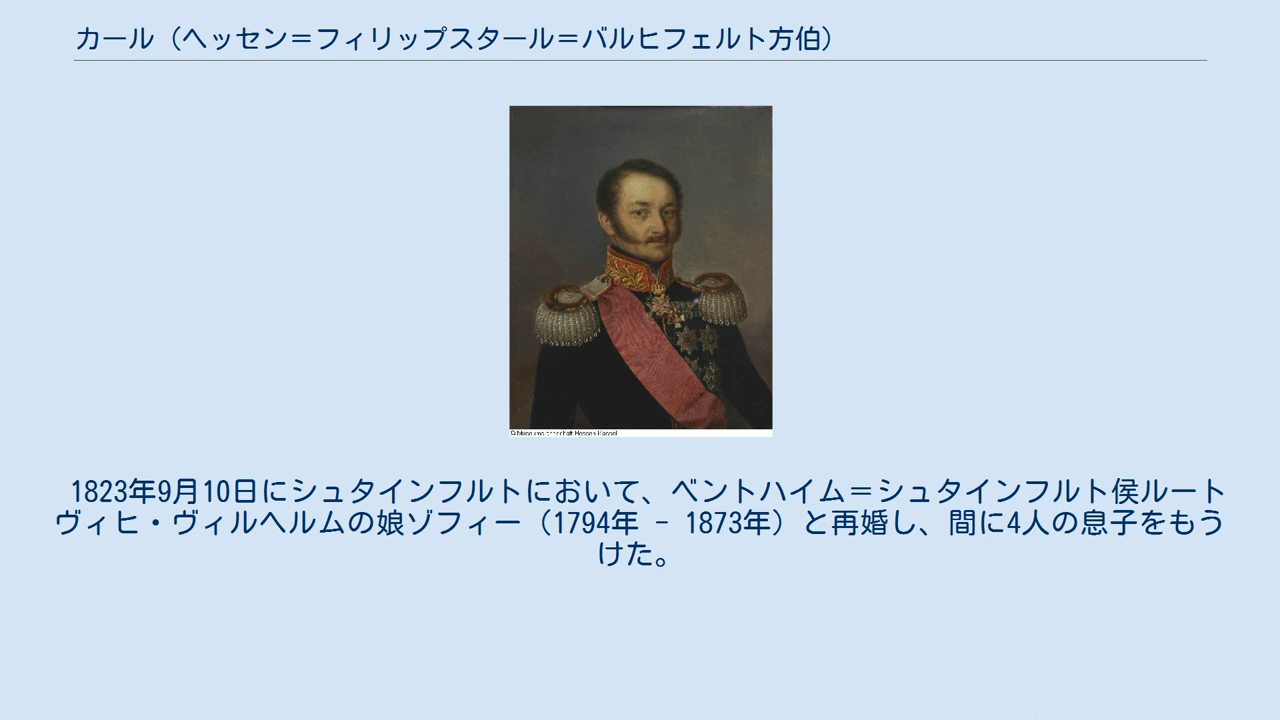 カール（ヘッセン＝フィリップスタール＝バルヒフェルト方伯）
1823年9月10日にシュタインフルトにおいて、ベントハイム＝シュタインフルト侯ルート
ヴィヒ・ヴィルヘルムの娘ゾフィー（1794年 - 1873年）と再婚し、間に4人の息子をもう
けた。